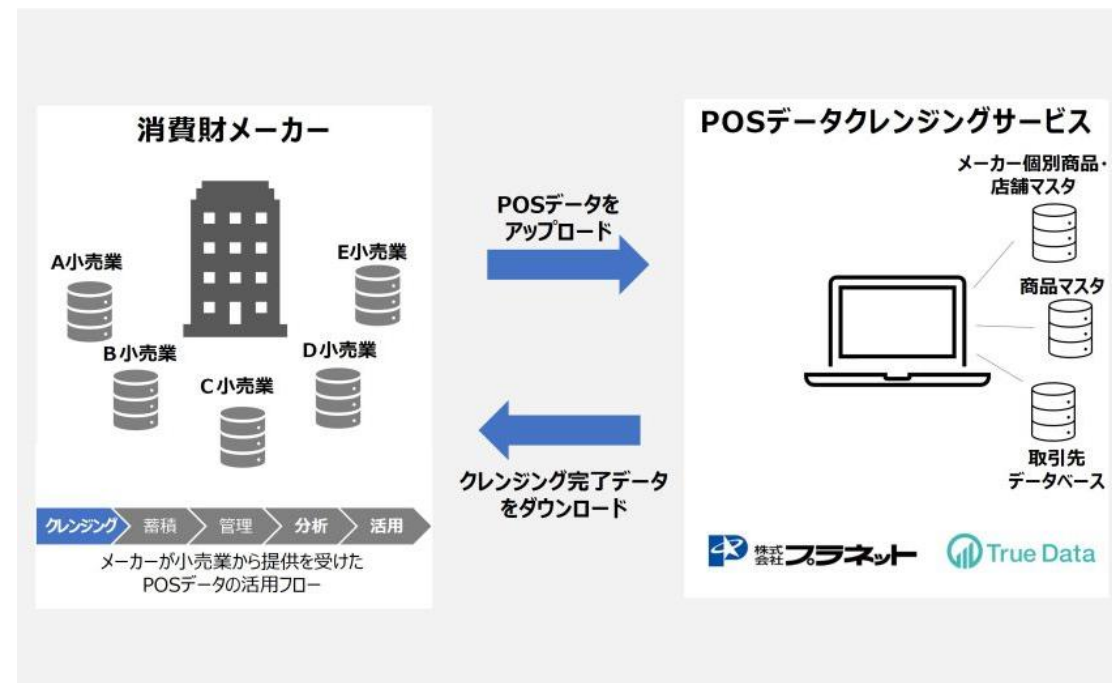 消費財メーカー
A小売業
B小売業
C小売業
D小売業
E小売業
クレンジング 蓄積 管理 分析 活用
メーカーが小売業から提供を受けた
POSデータの活用フロー
POSデータを
アップロード
クレンジング完了データ
をダウンロード
POSデータクレンジングサービス
メーカー個別商品・
店舗マスタ
商品マスタ
取引先
データベース
株式会社プラネット
True Data